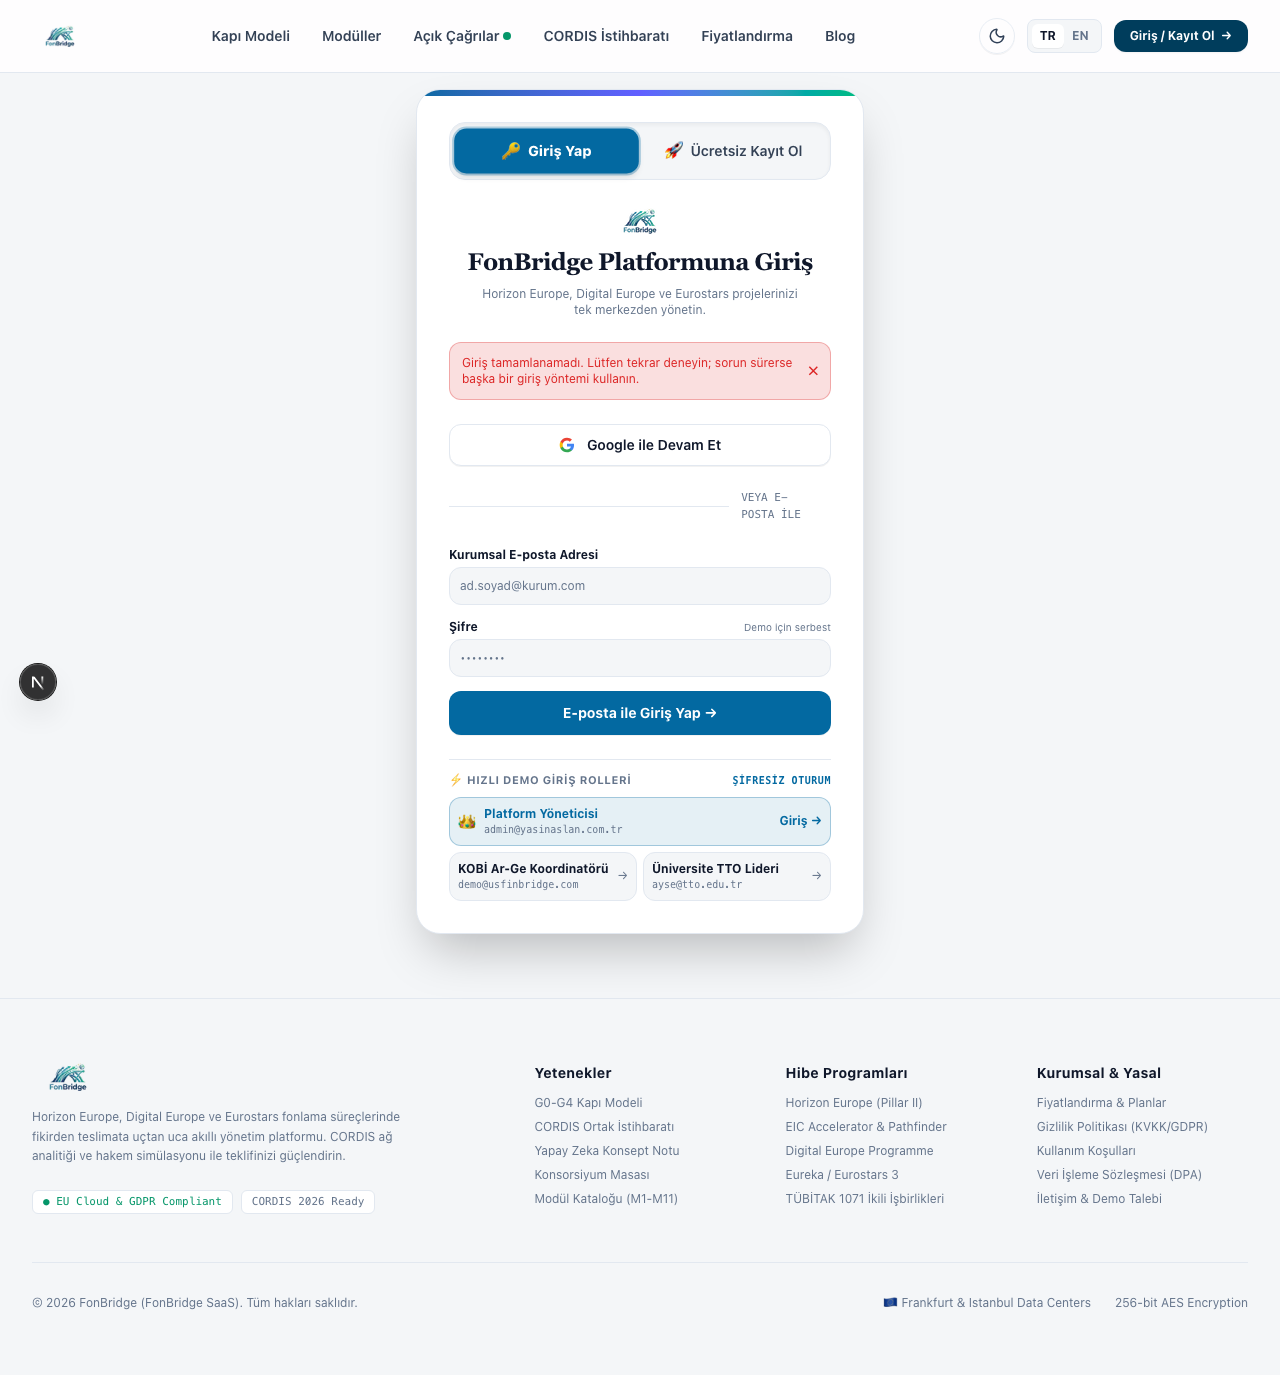 FonBridge
Kapı Modeli
Modüller
Açık Çağrılar
CORDIS İstihbaratı
Fiyatlandırma
Blog
TR
EN
Giriş / Kayıt Ol →
Giriş Yap
Ücretsiz Kayıt Ol
FonBridge
FonBridge Platformuna Giriş
Horizon Europe, Digital Europe ve Eurostars projelerinizi
tek merkezden yönetin.
Giriş tamamlanamadı. Lütfen tekrar deneyin; sorun sürerse
başka bir giriş yöntemi kullanın.
×
Google ile Devam Et
VEYA E-
POSTA İLE
Kurumsal E-posta Adresi
ad.soyad@kurum.com
Şifre
Demo için serbest
••••••••
E-posta ile Giriş Yap →
N
⚡ HIZLI DEMO GİRİŞ ROLLERİ
ŞİFRESİZ OTURUM
Platform Yöneticisi
admin@yasinaslan.com.tr
Giriş →
KOBİ Ar-Ge Koordinatörü
demo@usfinbridge.com
→
Üniversite TTO Lideri
ayse@tto.edu.tr
→
FonBridge
Horizon Europe, Digital Europe ve Eurostars fonlama süreçlerinde
fikirden teslimata uçtan uca akıllı yönetim platformu. CORDIS ağ
analitiği ve hakem simülasyonu ile teklifinizi güçlendirin.
● EU Cloud & GDPR Compliant
CORDIS 2026 Ready
Yetenekler
G0-G4 Kapı Modeli
CORDIS Ortak İstihbaratı
Yapay Zeka Konsept Notu
Konsorsiyum Masası
Modül Kataloğu (M1-M11)
Hibe Programları
Horizon Europe (Pillar II)
EIC Accelerator & Pathfinder
Digital Europe Programme
Eureka / Eurostars 3
TÜBİTAK 1071 İkili İşbirlikleri
Kurumsal & Yasal
Fiyatlandırma & Planlar
Gizlilik Politikası (KVKK/GDPR)
Kullanım Koşulları
Veri İşleme Sözleşmesi (DPA)
İletişim & Demo Talebi
© 2026 FonBridge (FonBridge SaaS). Tüm hakları saklıdır.
🇪🇺 Frankfurt & Istanbul Data Centers
256-bit AES Encryption